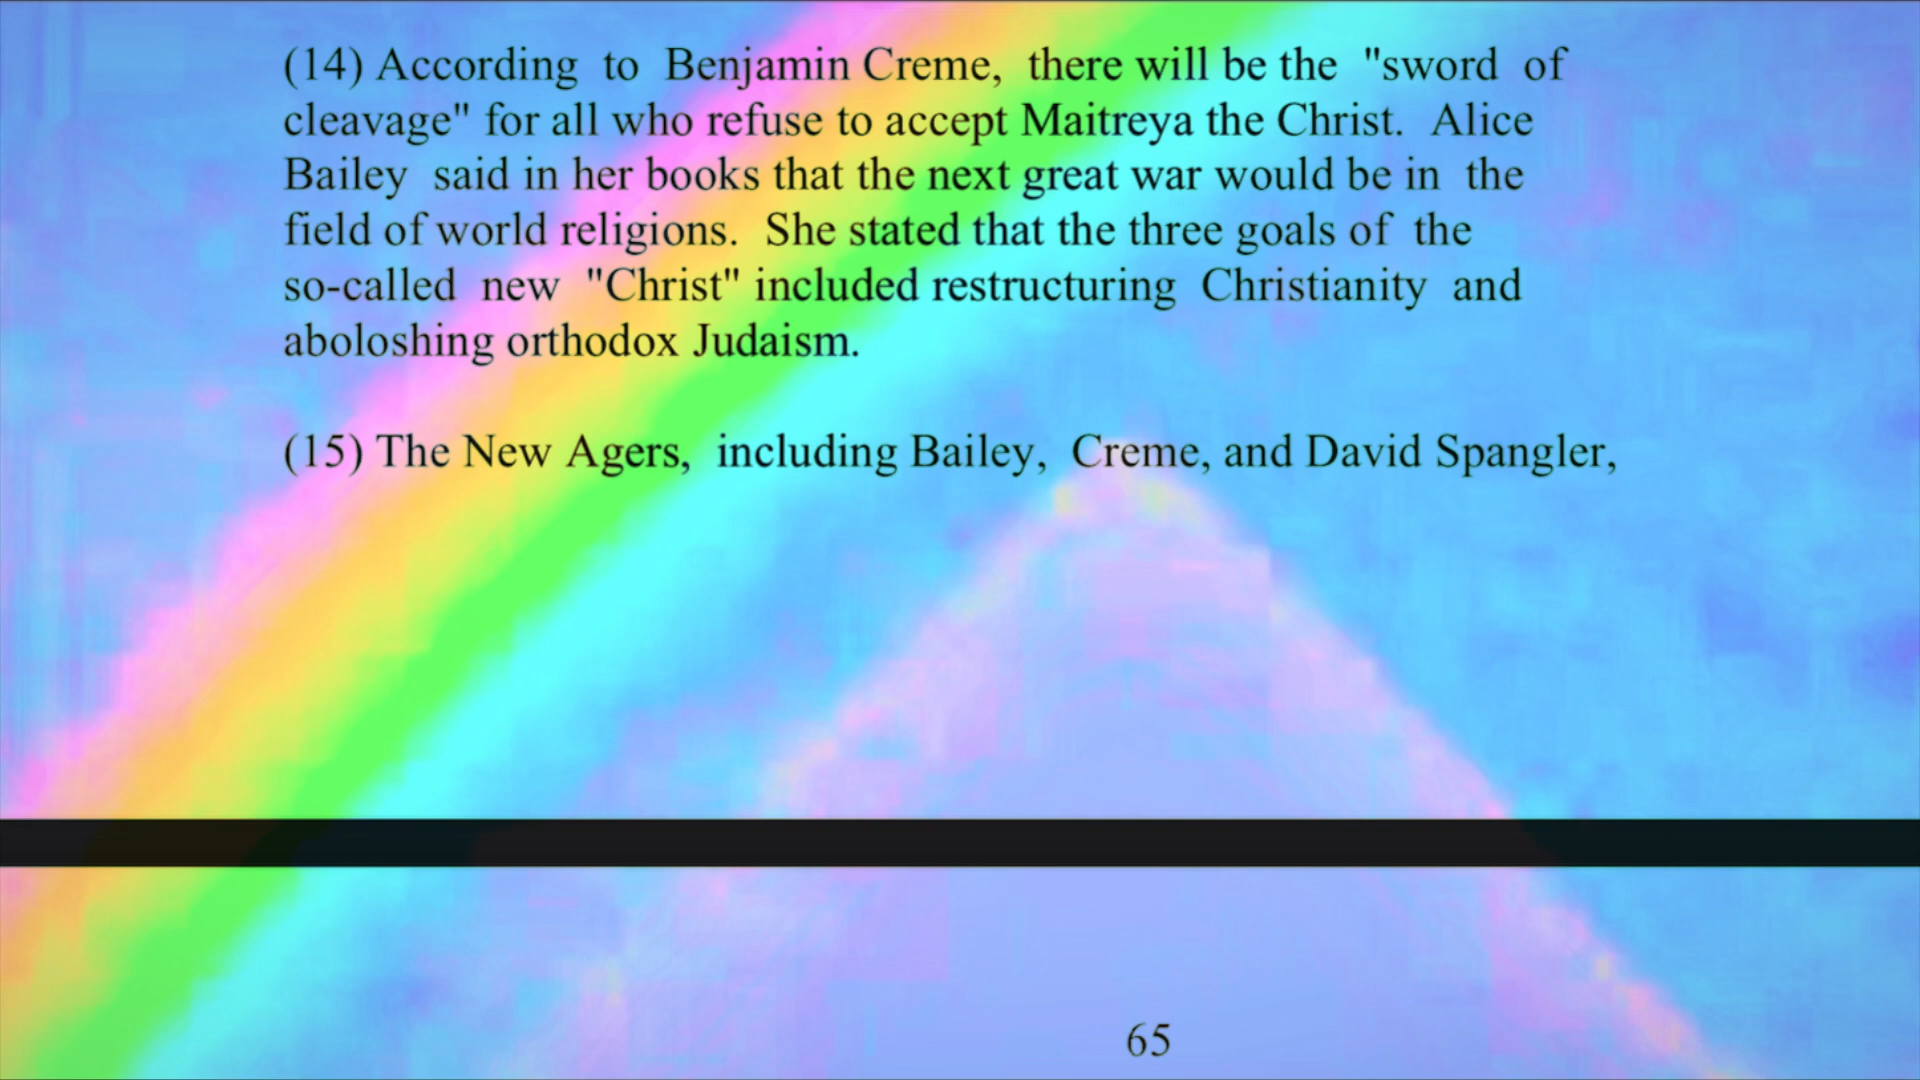 (14) According to Benjamin Creme, there will be the "sword of
cleavage" for all who refuse to accept Maitreya the Christ. Alice
Bailey said in her books that the next great war would be in the
field of world religions. She stated that the three goals of the
so-called new "Christ" included restructuring Christianity and
aboloshing orthodox Judaism.
(15) The New Agers, including Bailey, Creme, and David Spangler,
65